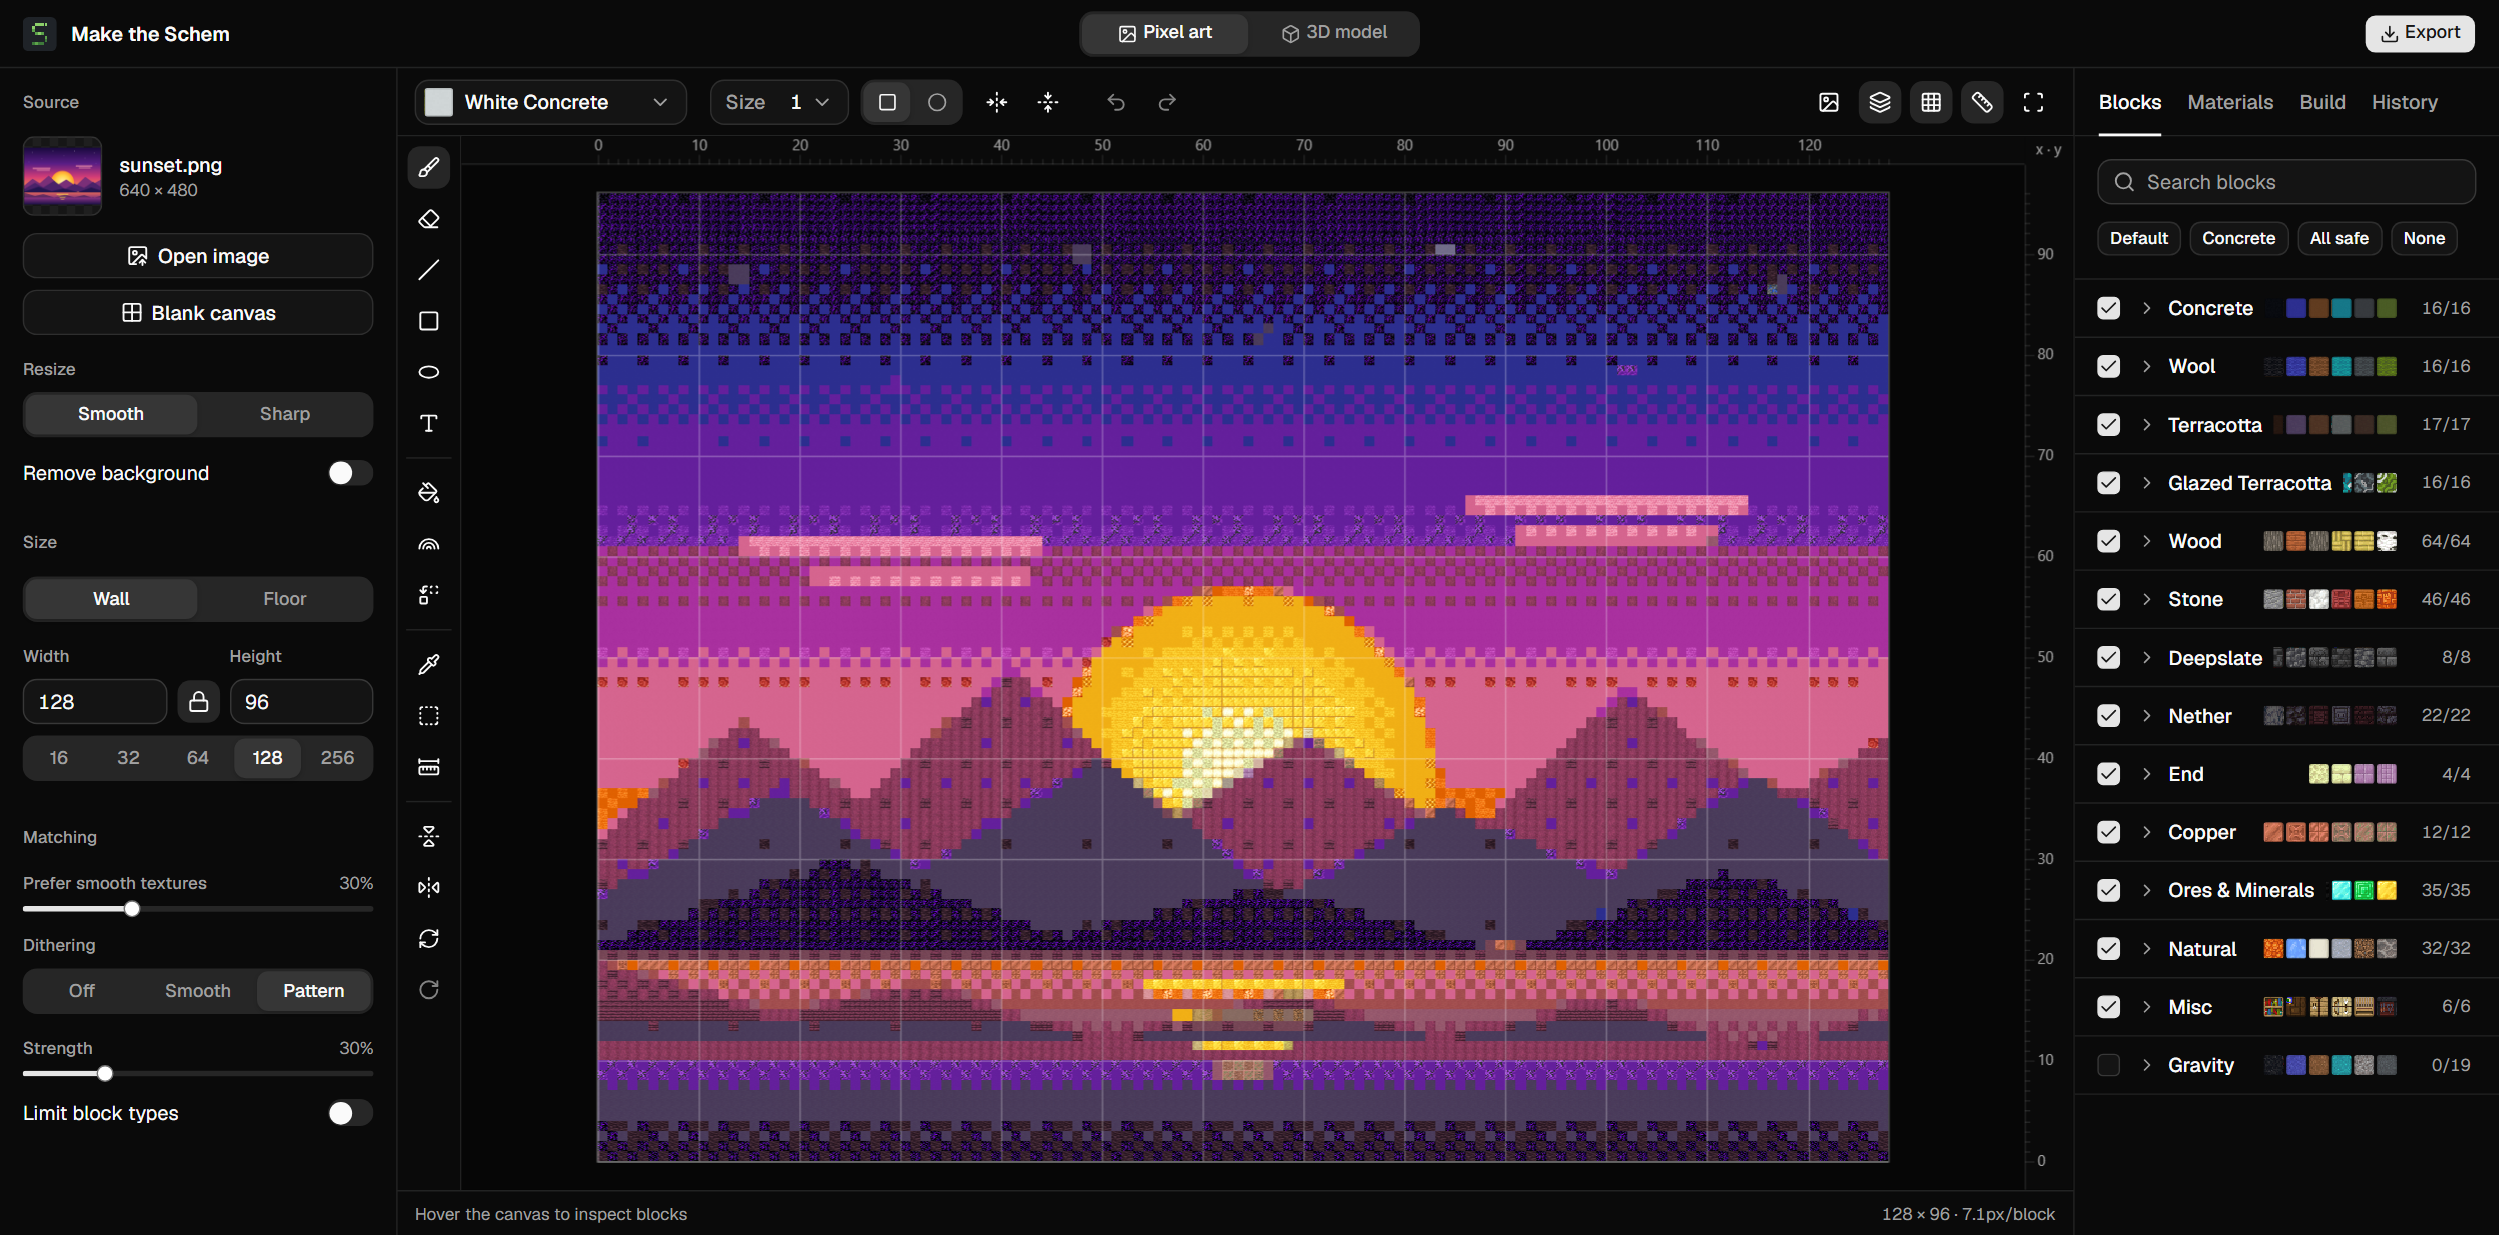 Make the Schem
Pixel art
3D model
Export
Source
sunset.png
640 × 480
Open image
Blank canvas
Resize
Smooth
Sharp
Remove background
Size
Wall
Floor
Width
Height
128
96
16
32
64
128
256
Matching
Prefer smooth textures
30%
Dithering
Off
Smooth
Pattern
Strength
30%
Limit block types
White Concrete
Size
1
0
10
20
30
40
50
60
70
80
90
100
110
120
x · y
90
80
70
60
50
40
30
20
10
0
Hover the canvas to inspect blocks
128 × 96 · 7.1px/block
Blocks
Materials
Build
History
Search blocks
Default
Concrete
All safe
None
Concrete 16/16
Wool 16/16
Terracotta 17/17
Glazed Terracotta 16/16
Wood 64/64
Stone 46/46
Deepslate 8/8
Nether 22/22
End 4/4
Copper 12/12
Ores & Minerals 35/35
Natural 32/32
Misc 6/6
Gravity 0/19